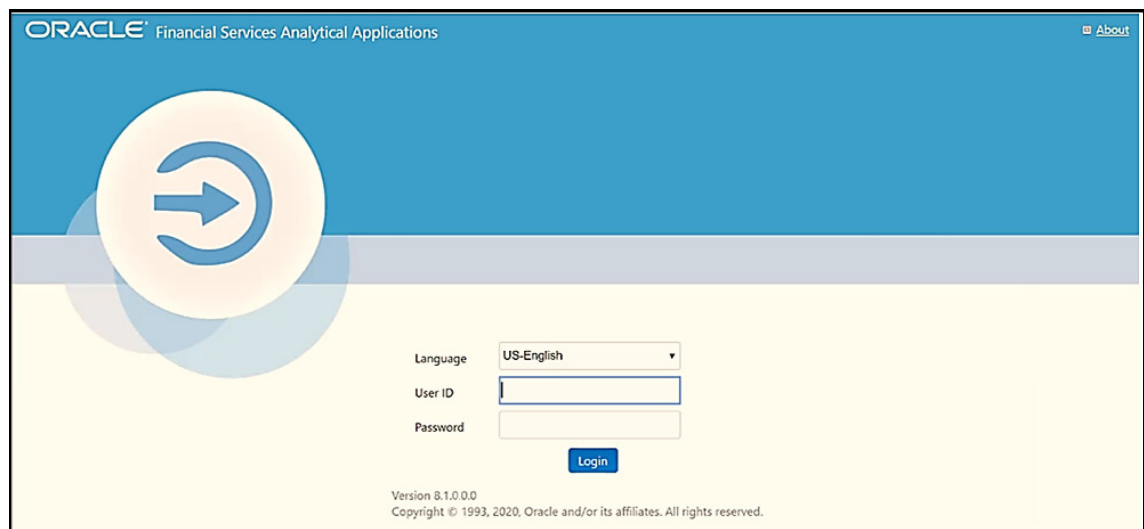 ORACLE® Financial Services Analytical Applications
About
Language US-English
User ID
Password
Login
Version 8.1.0.0.0
Copyright © 1993, 2020, Oracle and/or its affiliates. All rights reserved.